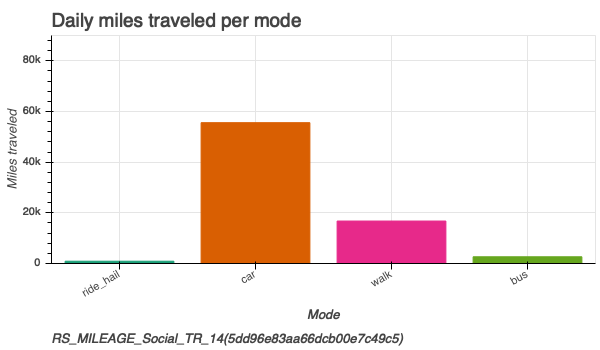 Daily miles traveled per mode
80k
60k
40k
20k
0
Miles traveled
ride_hail
car
walk
bus
Mode
RS_MILEAGE_Social_TR_14(5dd96e83aa66dcb00e7c49c5)